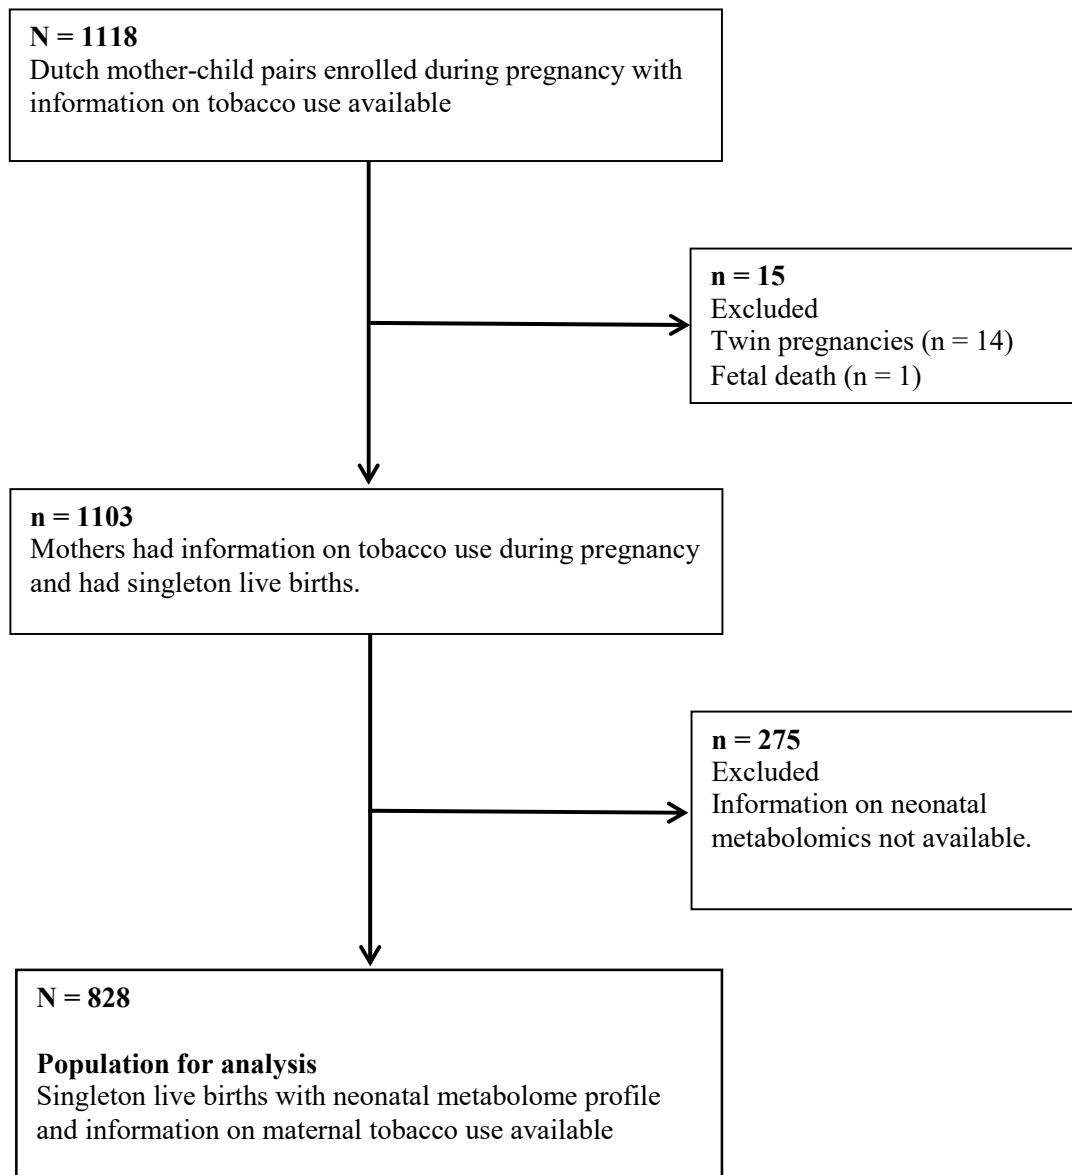 N = 1118
Dutch mother-child pairs enrolled during pregnancy with
information on tobacco use available
n = 15
Excluded
Twin pregnancies (n = 14)
Fetal death (n = 1)
n = 1103
Mothers had information on tobacco use during pregnancy
and had singleton live births.
n = 275
Excluded
Information on neonatal
metabolomics not available.
N = 828
Population for analysis
Singleton live births with neonatal metabolome profile
and information on maternal tobacco use available